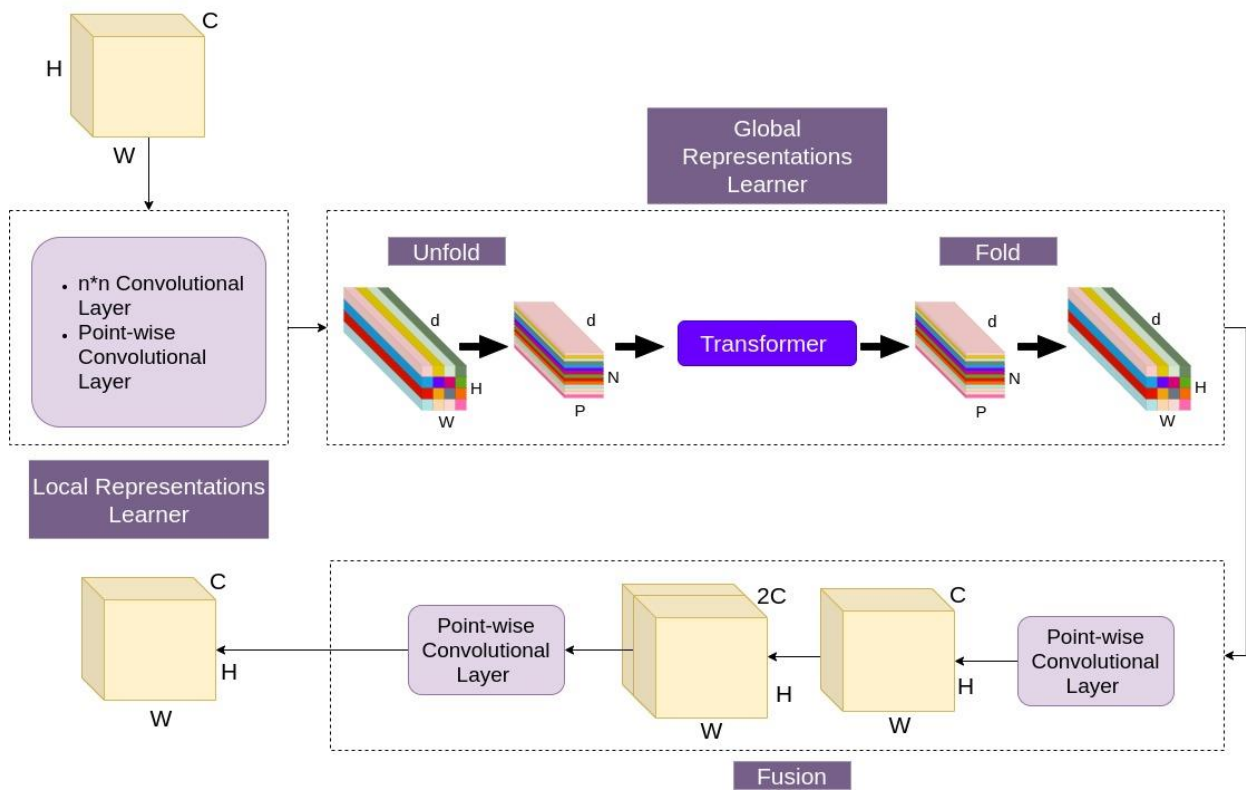 C
H
W
Global
Representations
Learner
• n*n Convolutional
Layer
• Point-wise
Convolutional
Layer
Local Representations
Learner
Unfold
d
H
W
d
N
P
Transformer
Fold
d
N
P
d
H
W
Point-wise
Convolutional
Layer
C
H
W
2C
H
W
Point-wise
Convolutional
Layer
C
H
W
Fusion